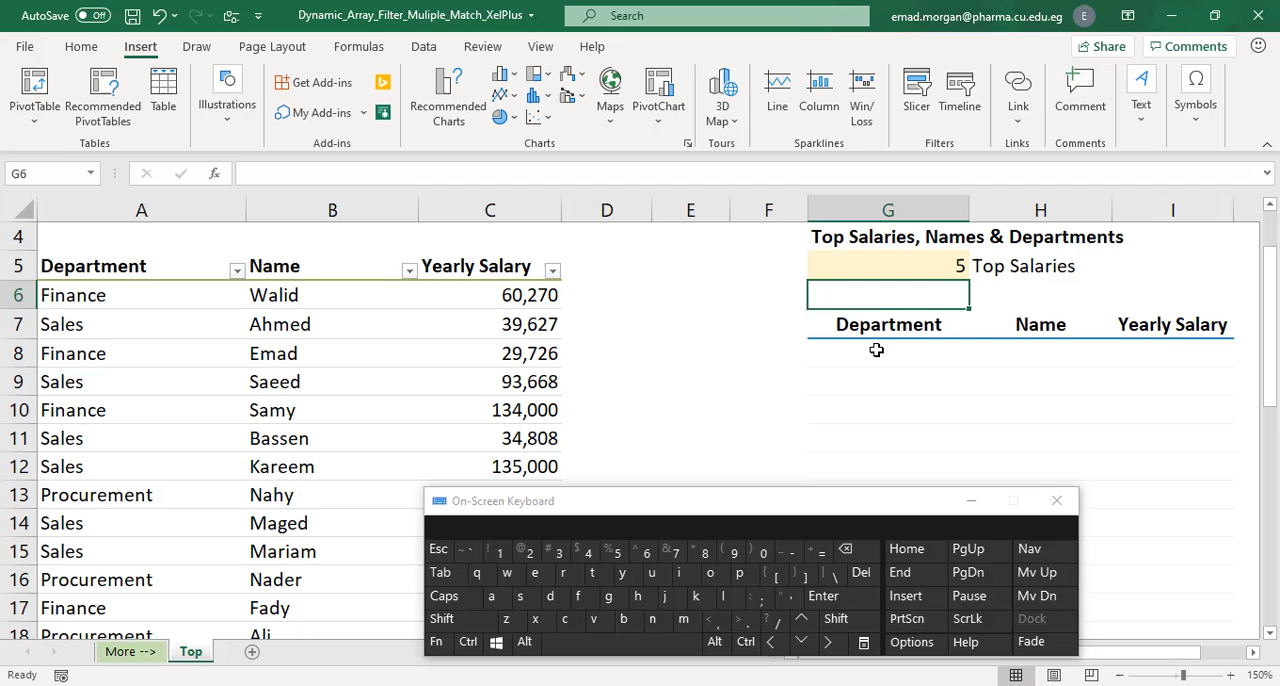 AutoSave Off Dynamic_Array_Filter_Muliple_Match_XelPlus Search emad.morgan@pharma.cu.edu.eg E
File Home Insert Draw Page Layout Formulas Data Review View Help Share Comments
PivotTable Recommended PivotTables Table Illustrations Get Add-ins My Add-ins Recommended Charts Maps PivotChart 3D Map Line Column Win/Loss Slicer Timeline Link Comment Text Symbols
Tables Add-ins Charts Tours Sparklines Filters Links Comments
G6 fx
A B C D E F G H I
4 Top Salaries, Names & Departments
5 Department Name Yearly Salary 5 Top Salaries
6 Finance Walid 60,270
7 Sales Ahmed 39,627 Department Name Yearly Salary
8 Finance Emad 29,726
9 Sales Saeed 93,668
10 Finance Samy 134,000
11 Sales Bassen 34,808
12 Sales Kareem 135,000
13 Procurement Nahy
14 Sales Maged
15 Sales Mariam
16 Procurement Nader
17 Finance Fady
18 Procurement Ali
On-Screen Keyboard
Esc ~ ` ! 1 @ 2 # 3 $ 4 % 5 ^ 6 & 7 * 8 ( 9 ) 0 _ - + = Home PgUp Nav
Tab q w e r t y u i o p { [ } ] | \ Del End PgDn Mv Up
Caps a s d f g h j k l : ; " ' Enter Insert Pause Mv Dn
Shift z x c v b n m < , > . ? / Shift PrtScn ScrLk Dock
Fn Ctrl Alt Alt Ctrl Options Help Fade
More --> Top
Ready 150%